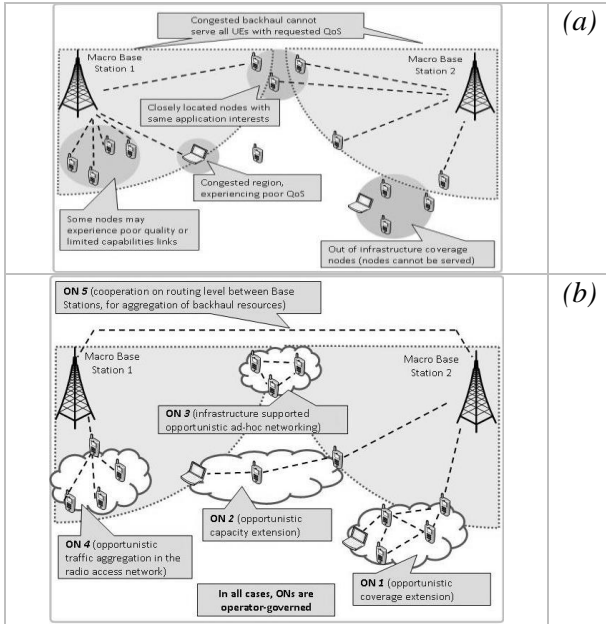 Congested backhaul cannot
serve all UEs with requested QoS
(a)
Macro Base
Station 1
Macro Base
Station 2
Closely located nodes with
same application interests
Congested region,
experiencing poor QoS
Some nodes may
experience poor quality or
limited capabilities links
Out of infrastructure coverage
nodes (nodes cannot be served)
ON 5 (cooperation on routing level between Base
Stations, for aggregation of backhaul resources)
(b)
Macro Base
Station 1
Macro Base
Station 2
ON 3 (infrastructure supported
opportunistic ad-hoc networking)
ON 2 (opportunistic
capacity extension)
ON 4 (opportunistic
traffic aggregation in the
radio access network)
ON 1 (opportunistic
coverage extension)
In all cases, ONs are
operator-governed